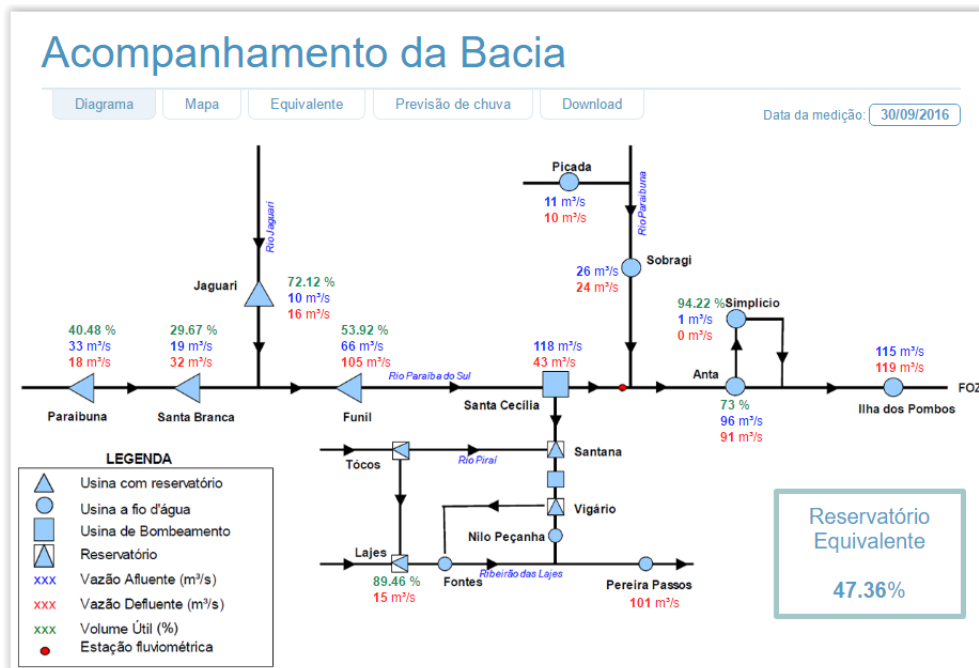 Acompanhamento da Bacia
Diagrama
Mapa
Equivalente
Previsão de chuva
Download
Data da medição: 30/09/2016
Picada
11 m³/s
10 m³/s
Rio Jaguari
Rio Paraibuna
Jaguari
72.12 %
10 m³/s
16 m³/s
Sobragi
26 m³/s
24 m³/s
94.22 %
Simplício
1 m³/s
0 m³/s
40.48 %
33 m³/s
18 m³/s
Paraibuna
29.67 %
19 m³/s
32 m³/s
Santa Branca
53.92 %
66 m³/s
105 m³/s
Funil
Rio Paraíba do Sul
118 m³/s
43 m³/s
Santa Cecília
Anta
73 %
96 m³/s
91 m³/s
115 m³/s
119 m³/s
Ilha dos Pombos
FOZ
Tócos
Rio Piraí
Santana
Vigário
Nilo Peçanha
Lajes
89.46 %
15 m³/s
Fontes
Ribeirão das Lajes
Pereira Passos
101 m³/s
LEGENDA
Usina com reservatório
Usina a fio d'água
Usina de Bombeamento
Reservatório
xxx Vazão Afluente (m³/s)
xxx Vazão Defluente (m³/s)
xxx Volume Útil (%)
Estação fluviométrica
Reservatório
Equivalente
47.36%